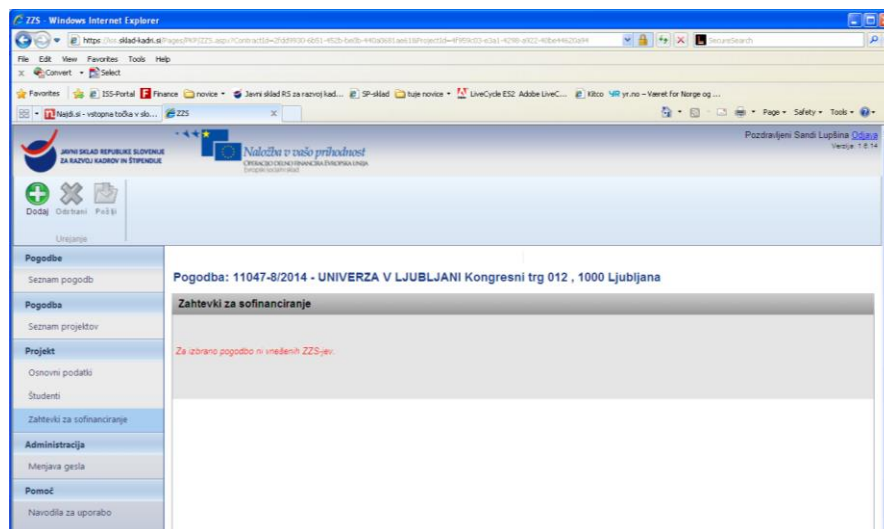 ZZS - Windows Internet Explorer
File Edit View Favorites Tools Help
x Convert Select
Favorites ISS-Portal Finance novice Javni sklad RS za razvoj kad... SP-sklad tuje novice LiveCycle ES2 Adobe LiveC... Kitco yr.no – Været for Norge og ...
Najdi.si - vstopna točka v slo... ZZS x Page Safety Tools
SecureSearch
JAVNI SKLAD REPUBLIKE SLOVENIJE
ZA RAZVOJ KADROV IN ŠTIPENDIJE
Naložba v vašo prihodnost
OPERACIJO DELNO FINANCIRA EVROPSKA UNIJA
Evropski socialni sklad
Pozdravljeni Sandi Lupšina Odjava
Verzija: 1.8.14
Dodaj Odstrani Pošlji
Urejanje
Pogodbe
Seznam pogodb
Pogodba
Seznam projektov
Projekt
Osnovni podatki
Študenti
Zahtevki za sofinanciranje
Administracija
Menjava gesla
Pomoč
Navodila za uporabo
Pogodba: 11047-8/2014 - UNIVERZA V LJUBLJANI Kongresni trg 012 , 1000 Ljubljana
Zahtevki za sofinanciranje
Za izbrano pogodbo ni vnešenih ZZS-jev.